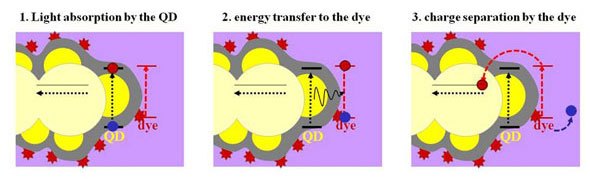 1. Light absorption by the QD
2. energy transfer to the dye
3. charge separation by the dye
QD
dye
QD
dye
QD
dye